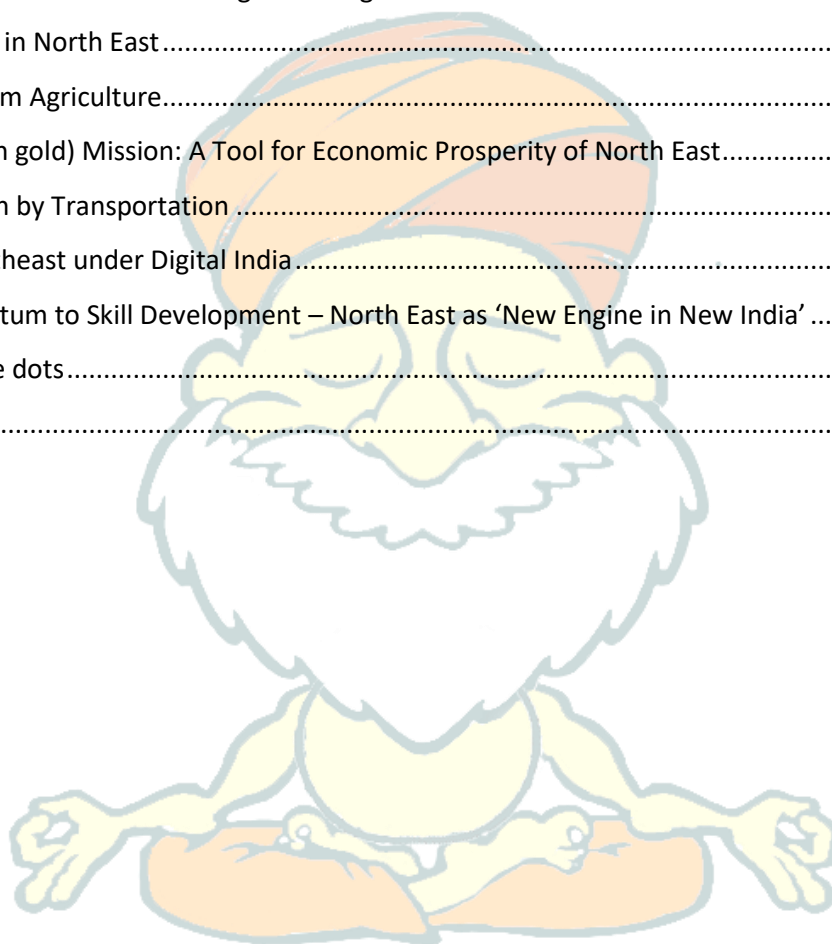 in North East....................................................................................................
m Agriculture....................................................................................................
n gold) Mission: A Tool for Economic Prosperity of North East...............
n by Transportation.........................................................................................
heast under Digital India.................................................................................
tum to Skill Development – North East as ‘New Engine in New India’ ...
e dots................................................................................................................